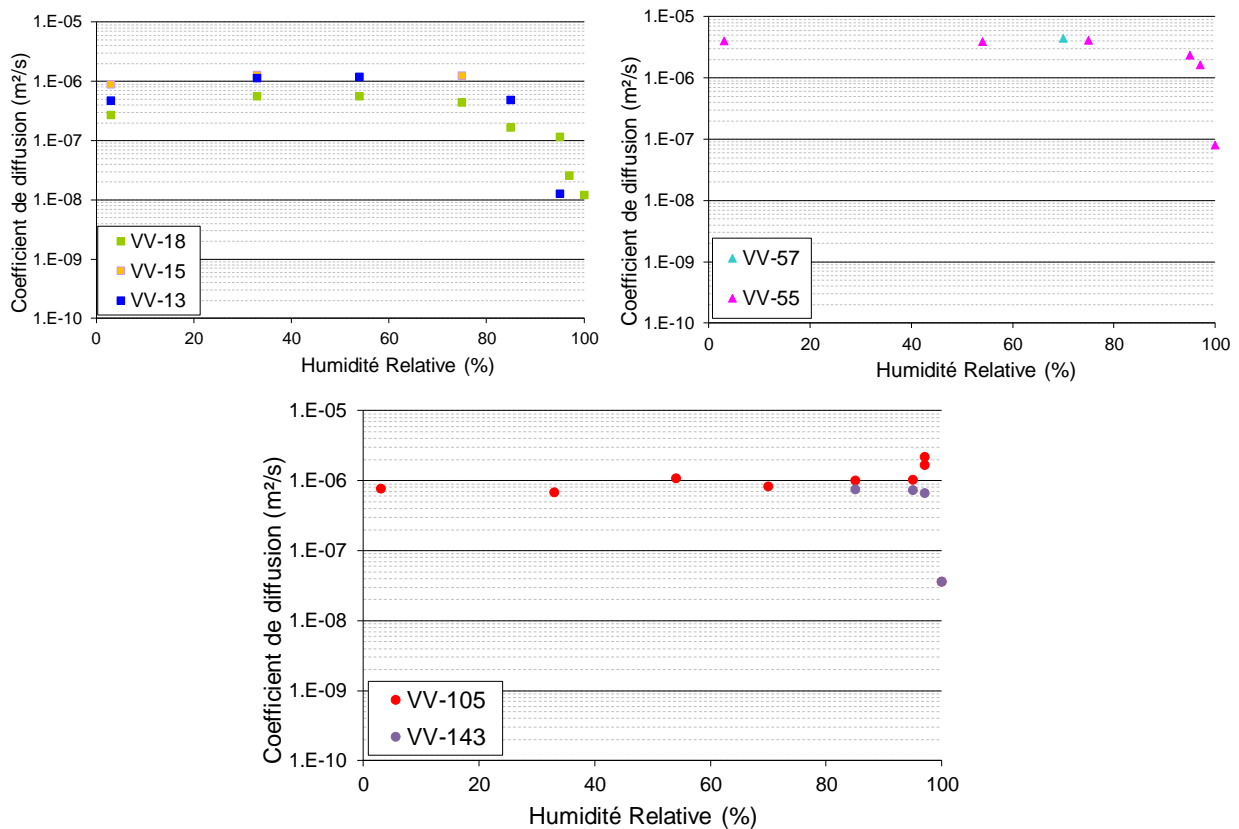 Coefficient de diffusion (m²/s)
1.E-05
1.E-06
1.E-07
1.E-08
1.E-09
1.E-10
VV-18
VV-15
VV-13
0 20 40 60 80 100
Humidité Relative (%)
Coefficient de diffusion (m²/s)
1.E-05
1.E-06
1.E-07
1.E-08
1.E-09
1.E-10
VV-57
VV-55
0 20 40 60 80 100
Humidité Relative (%)
Coefficient de diffusion (m²/s)
1.E-05
1.E-06
1.E-07
1.E-08
1.E-09
1.E-10
VV-105
VV-143
0 20 40 60 80 100
Humidité Relative (%)